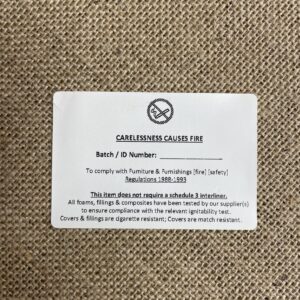 CARELESSNESS CAUSES FIRE
Batch / ID Number: ____________________
To comply with Furniture & Furnishings [fire] [safety]
Regulations 1988-1993
This item does not require a schedule 3 interliner.
All foams, fillings & composites have been tested by our supplier(s)
to ensure compliance with the relevant ignitability test.
Covers & fillings are cigarette resistant; Covers are match resistant.